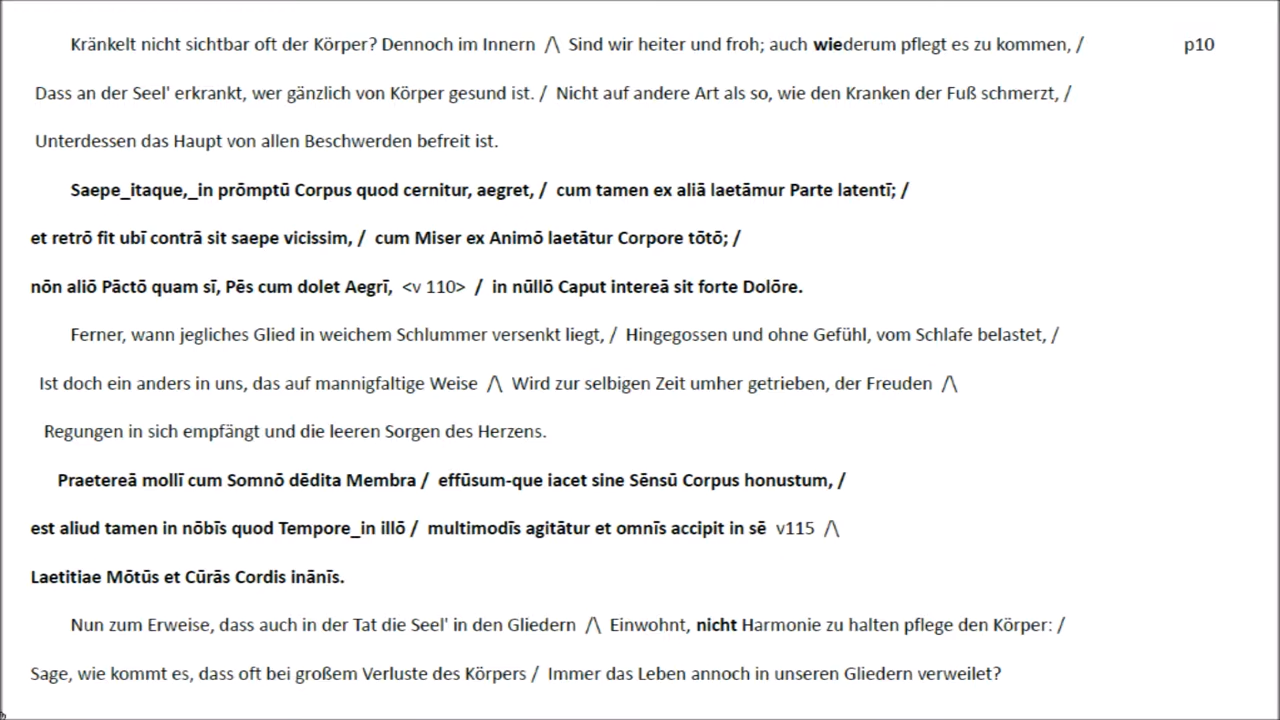 Kränkelt nicht sichtbar oft der Körper? Dennoch im Innern /\ Sind wir heiter und froh; auch wiederum pflegt es zu kommen, / p10
Dass an der Seel' erkrankt, wer gänzlich von Körper gesund ist. / Nicht auf andere Art als so, wie den Kranken der Fuß schmerzt, /
Unterdessen das Haupt von allen Beschwerden befreit ist.
Saepe_itaque,_in prōmptū Corpus quod cernitur, aegret, / cum tamen ex aliā laetāmur Parte latentī; /
et retrō fit ubī contrā sit saepe vicissim, / cum Miser ex Animō laetātur Corpore tōtō; /
nōn aliō Pāctō quam sī, Pēs cum dolet Aegrī, <v 110> / in nūllō Caput intereā sit forte Dolōre.
Ferner, wann jegliches Glied in weichem Schlummer versenkt liegt, / Hingegossen und ohne Gefühl, vom Schlafe belastet, /
Ist doch ein anders in uns, das auf mannigfaltige Weise /\ Wird zur selbigen Zeit umher getrieben, der Freuden /\
Regungen in sich empfängt und die leeren Sorgen des Herzens.
Praetereā mollī cum Somnō dēdita Membra / effūsum-que iacet sine Sēnsū Corpus honustum, /
est aliud tamen in nōbīs quod Tempore_in illō / multimodīs agitātur et omnīs accipit in sē v115 /\
Laetitiae Mōtūs et Cūrās Cordis inānīs.
Nun zum Erweise, dass auch in der Tat die Seel' in den Gliedern /\ Einwohnt, nicht Harmonie zu halten pflege den Körper: /
Sage, wie kommt es, dass oft bei großem Verluste des Körpers / Immer das Leben annoch in unseren Gliedern verweilet?